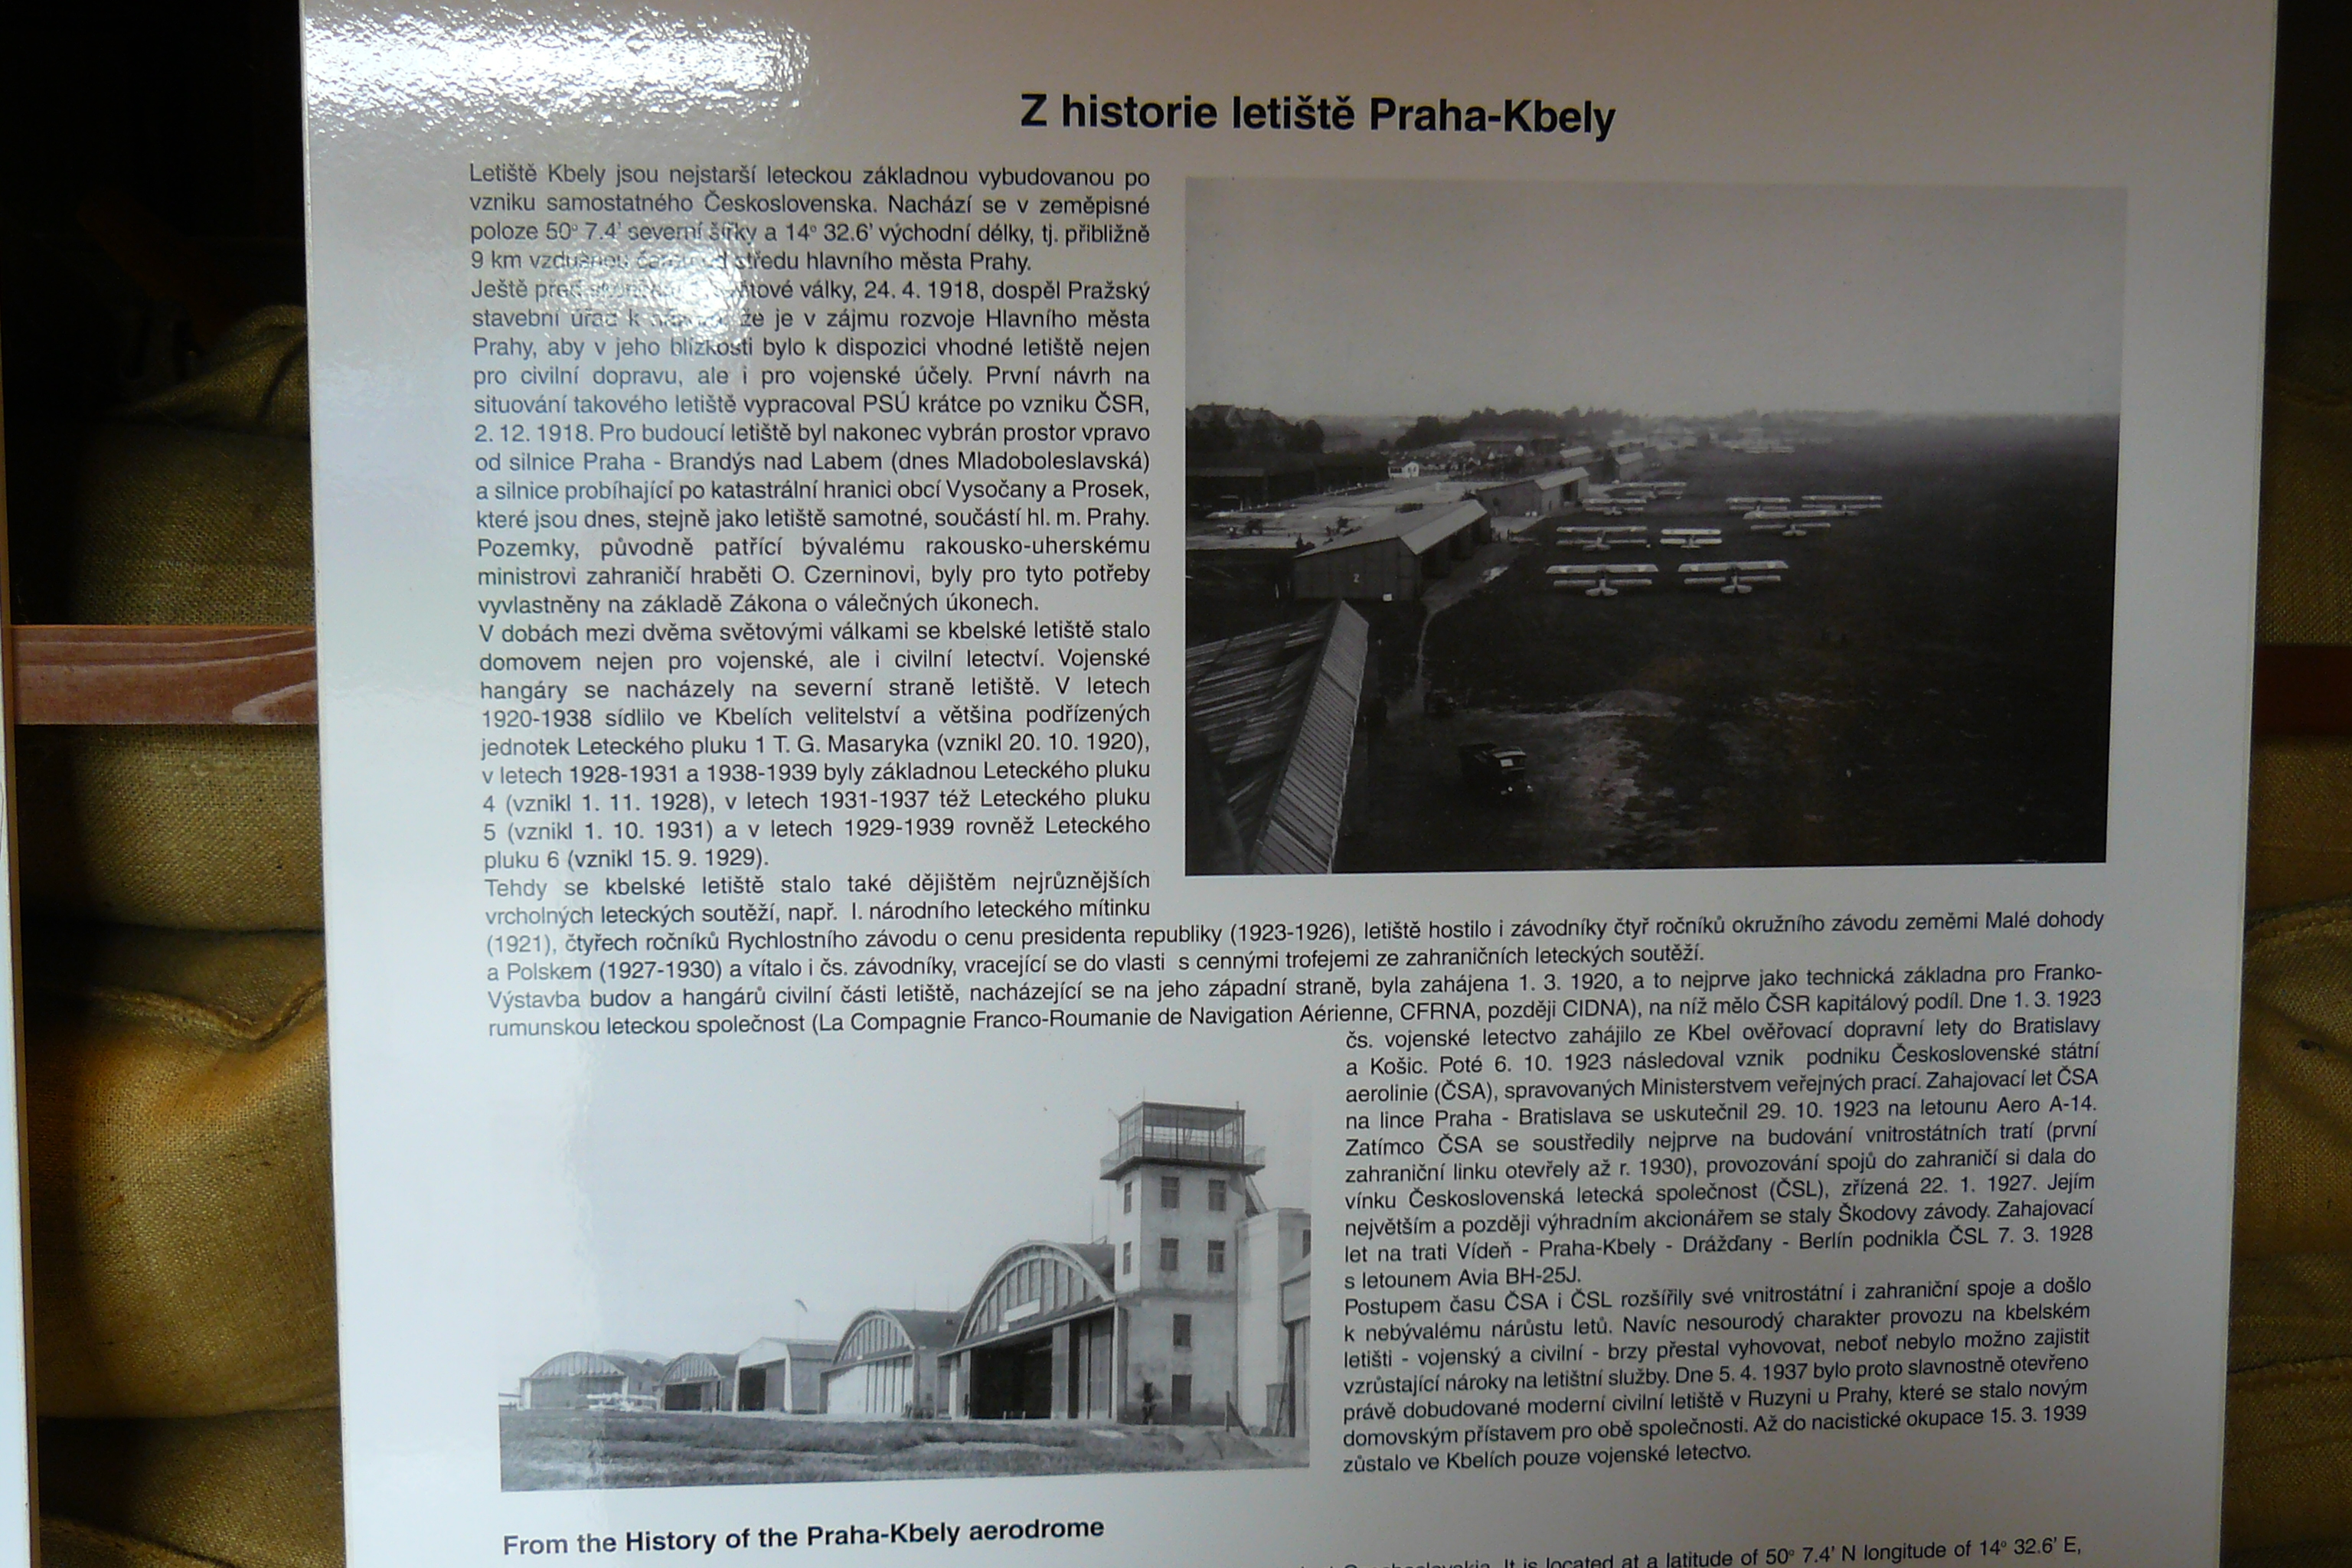 Z historie letiště Praha-Kbely
Letiště Kbely jsou nejstarší leteckou základnou vybudovanou po
vzniku samostatného Československa. Nachází se v zeměpisné
poloze 50° 7.4' severní šířky a 14° 32.6' východní délky, tj. přibližně
9 km vzdušnou čarou od středu hlavního města Prahy.
Ještě před světové války, 24. 4. 1918, dospěl Pražský
stavební úřad k že je v zájmu rozvoje Hlavního města
Prahy, aby v jeho blízkosti bylo k dispozici vhodné letiště nejen
pro civilní dopravu, ale i pro vojenské účely. První návrh na
situování takového letiště vypracoval PSÚ krátce po vzniku ČSR,
2. 12. 1918. Pro budoucí letiště byl nakonec vybrán prostor vpravo
od silnice Praha - Brandýs nad Labem (dnes Mladoboleslavská)
a silnice probíhající po katastrální hranici obcí Vysočany a Prosek,
které jsou dnes, stejně jako letiště samotné, součástí hl. m. Prahy.
Pozemky, původně patřící bývalému rakousko-uherskému
ministrovi zahraničí hraběti O. Czerninovi, byly pro tyto potřeby
vyvlastněny na základě Zákona o válečných úkonech.
V dobách mezi dvěma světovými válkami se kbelské letiště stalo
domovem nejen pro vojenské, ale i civilní letectví. Vojenské
hangáry se nacházely na severní straně letiště. V letech
1920-1938 sídlilo ve Kbelích velitelství a většina podřízených
jednotek Leteckého pluku 1 T. G. Masaryka (vznikl 20. 10. 1920),
v letech 1928-1931 a 1938-1939 byly základnou Leteckého pluku
4 (vznikl 1. 11. 1928), v letech 1931-1937 též Leteckého pluku
5 (vznikl 1. 10. 1931) a v letech 1929-1939 rovněž Leteckého
pluku 6 (vznikl 15. 9. 1929).
Tehdy se kbelské letiště stalo také dějištěm nejrůznějších
vrcholných leteckých soutěží, např. I. národního leteckého mítinku
(1921), čtyřech ročníků Rychlostního závodu o cenu presidenta republiky (1923-1926), letiště hostilo i závodníky čtyř ročníků okružního závodu zeměmi Malé dohody
a Polskem (1927-1930) a vítalo i čs. závodníky, vracející se do vlasti s cennými trofejemi ze zahraničních leteckých soutěží.
Výstavba budov a hangárů civilní části letiště, nacházející se na jeho západní straně, byla zahájena 1. 3. 1920, a to nejprve jako technická základna pro Franko-
rumunskou leteckou společnost (La Compagnie Franco-Roumanie de Navigation Aérienne, CFRNA, později CIDNA), na níž mělo ČSR kapitálový podíl. Dne 1. 3. 1923
čs. vojenské letectvo zahájilo ze Kbel ověřovací dopravní lety do Bratislavy
a Košic. Poté 6. 10. 1923 následoval vznik podniku Československé státní
aerolinie (ČSA), spravovaných Ministerstvem veřejných prací. Zahajovací let ČSA
na lince Praha - Bratislava se uskutečnil 29. 10. 1923 na letounu Aero A-14.
Zatímco ČSA se soustředily nejprve na budování vnitrostátních tratí (první
zahraniční linku otevřely až r. 1930), provozování spojů do zahraničí si dala do
vínku Československá letecká společnost (ČSL), zřízená 22. 1. 1927. Jejím
největším a později výhradním akcionářem se staly Škodovy závody. Zahajovací
let na trati Vídeň - Praha-Kbely - Drážďany - Berlín podnikla ČSL 7. 3. 1928
s letounem Avia BH-25J.
Postupem času ČSA i ČSL rozšířily své vnitrostátní i zahraniční spoje a došlo
k nebývalému nárůstu letů. Navíc nesourodý charakter provozu na kbelském
letišti - vojenský a civilní - brzy přestal vyhovovat, neboť nebylo možno zajistit
vzrůstající nároky na letištní služby. Dne 5. 4. 1937 bylo proto slavnostně otevřeno
právě dobudované moderní civilní letiště v Ruzyni u Prahy, které se stalo novým
domovským přístavem pro obě společnosti. Až do nacistické okupace 15. 3. 1939
zůstalo ve Kbelích pouze vojenské letectvo.
2
From the History of the Praha-Kbely aerodrome
It is located at a latitude of 50° 7.4' N longitude of 14° 32.6' E,